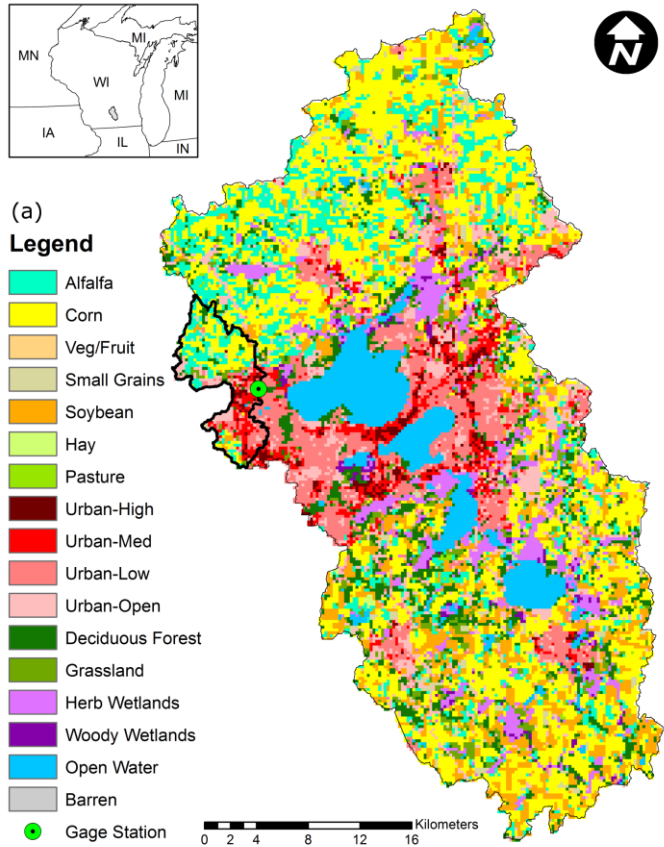 MN
MI
WI
MI
IA
IL
IN
N
(a)
Legend
Alfalfa
Corn
Veg/Fruit
Small Grains
Soybean
Hay
Pasture
Urban-High
Urban-Med
Urban-Low
Urban-Open
Deciduous Forest
Grassland
Herb Wetlands
Woody Wetlands
Open Water
Barren
Gage Station
Kilometers
0 2 4 8 12 16